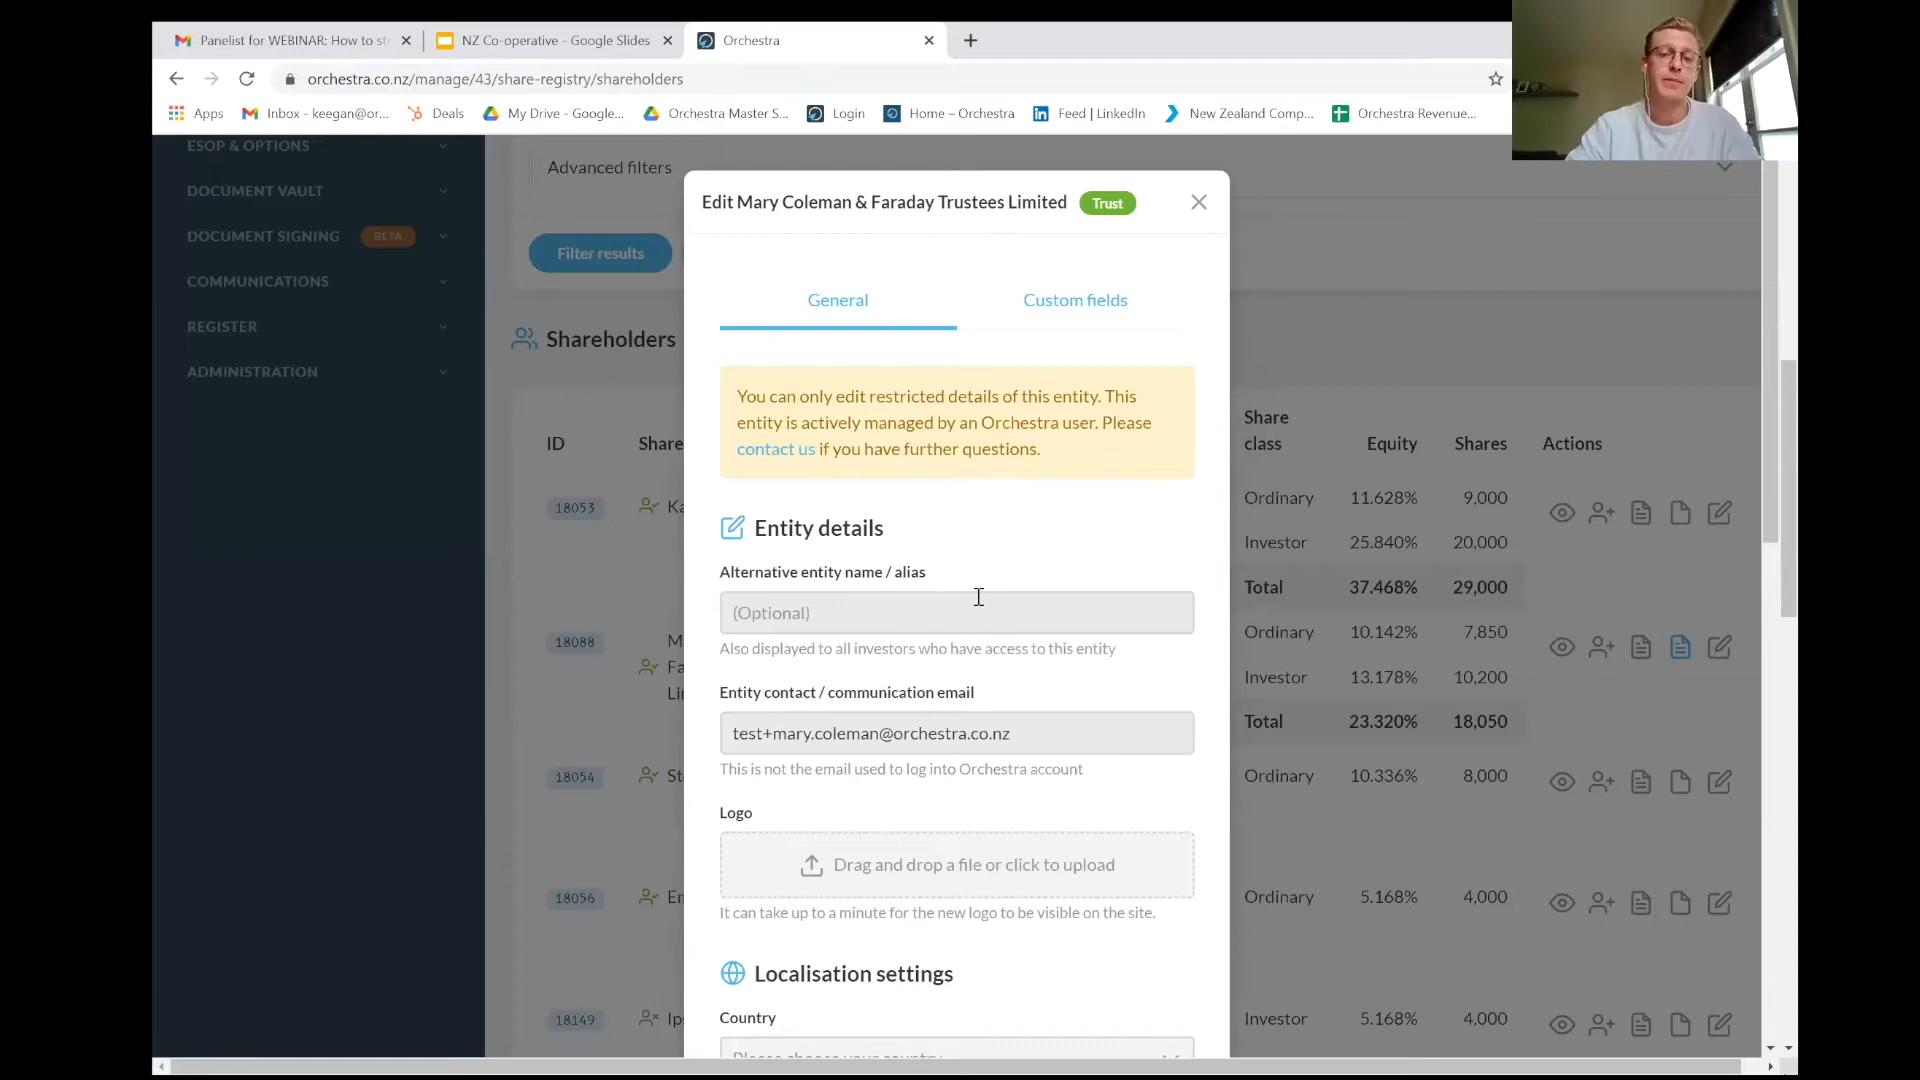 Panelist for WEBINAR: How to st
NZ Co-operative - Google Slides
Orchestra
orchestra.co.nz/manage/43/share-registry/shareholders
Apps
Inbox - keegan@or...
Deals
My Drive - Google...
Orchestra Master S...
Login
Home – Orchestra
Feed | LinkedIn
New Zealand Comp...
Orchestra Revenue...
ESOP & OPTIONS
DOCUMENT VAULT
DOCUMENT SIGNING BETA
COMMUNICATIONS
REGISTER
ADMINISTRATION
Advanced filters
Filter results
Shareholders
ID
Share
Share class
Equity
Shares
Actions
18053
Ka
Ordinary 11.628% 9,000
Investor 25.840% 20,000
Total 37.468% 29,000
18088
M
Fa
Li
Ordinary 10.142% 7,850
Investor 13.178% 10,200
Total 23.320% 18,050
18054
St
Ordinary 10.336% 8,000
18056
En
Ordinary 5.168% 4,000
18149
Ip
Investor 5.168% 4,000
Edit Mary Coleman & Faraday Trustees Limited Trust
General
Custom fields
You can only edit restricted details of this entity. This
entity is actively managed by an Orchestra user. Please
contact us if you have further questions.
Entity details
Alternative entity name / alias
(Optional)
Also displayed to all investors who have access to this entity
Entity contact / communication email
test+mary.coleman@orchestra.co.nz
This is not the email used to log into Orchestra account
Logo
Drag and drop a file or click to upload
It can take up to a minute for the new logo to be visible on the site.
Localisation settings
Country
Please choose your country